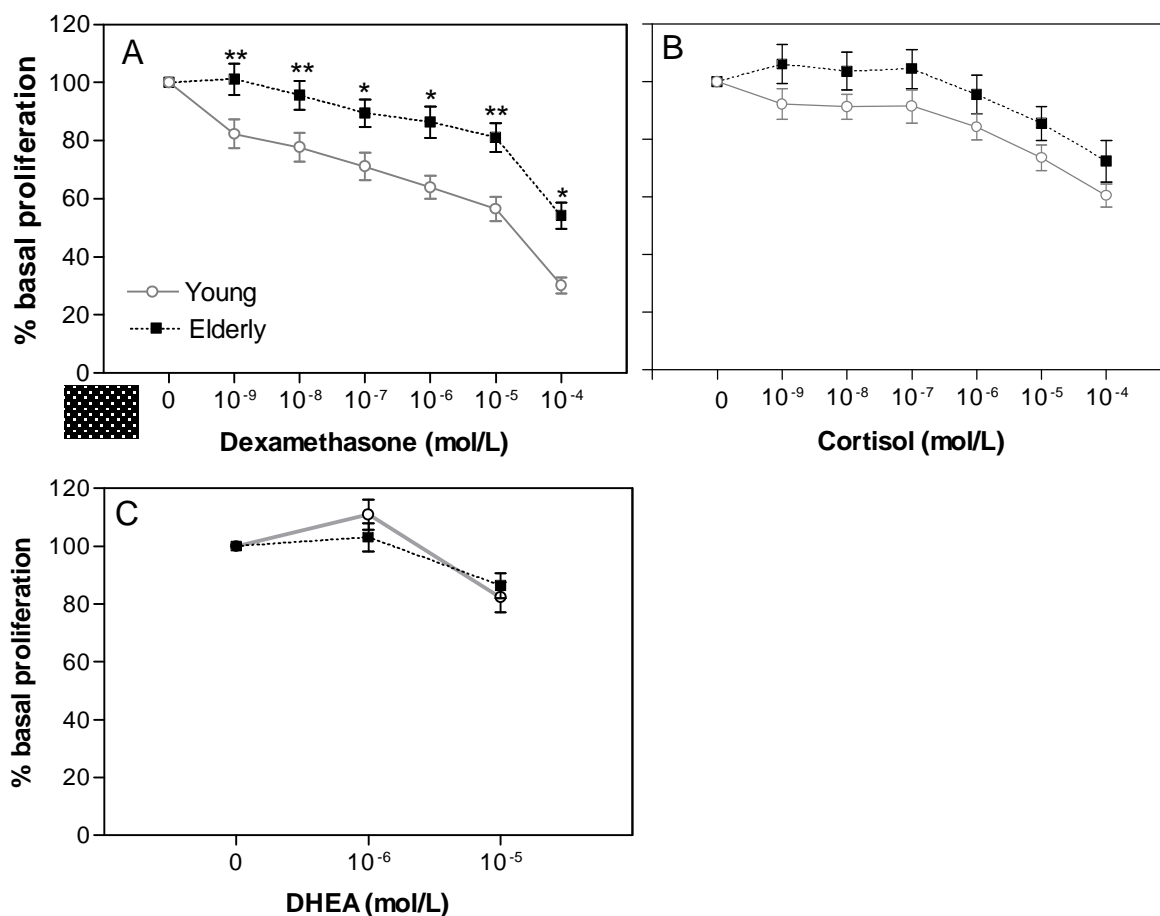 120
100
80
60
40
20
0
% basal proliferation
A
** ** * * ** *
Young
Elderly
0 10-9 10-8 10-7 10-6 10-5 10-4
Dexamethasone (mol/L)
B
0 10-9 10-8 10-7 10-6 10-5 10-4
Cortisol (mol/L)
120
100
80
60
40
20
0
% basal proliferation
C
0 10-6 10-5
DHEA (mol/L)